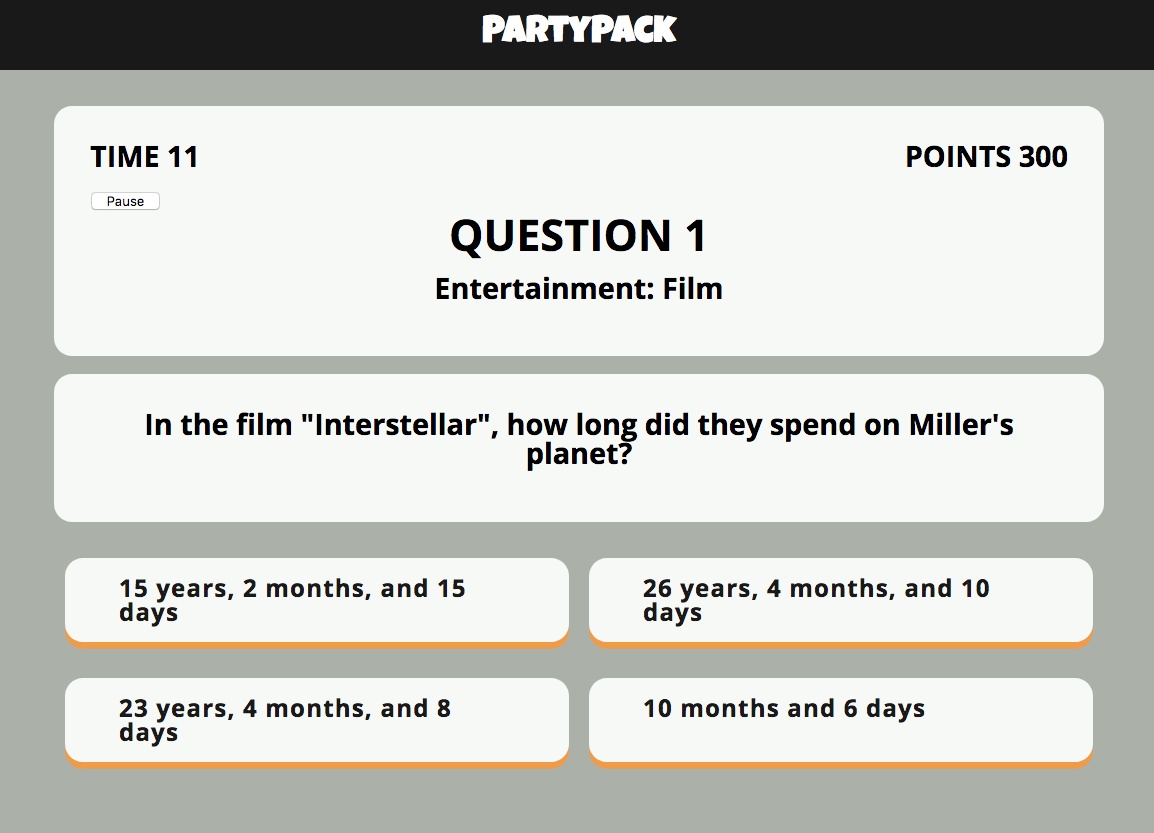 PARTYPACK
TIME 11
POINTS 300
Pause
QUESTION 1
Entertainment: Film
In the film "Interstellar", how long did they spend on Miller's
planet?
15 years, 2 months, and 15
days
26 years, 4 months, and 10
days
23 years, 4 months, and 8
days
10 months and 6 days